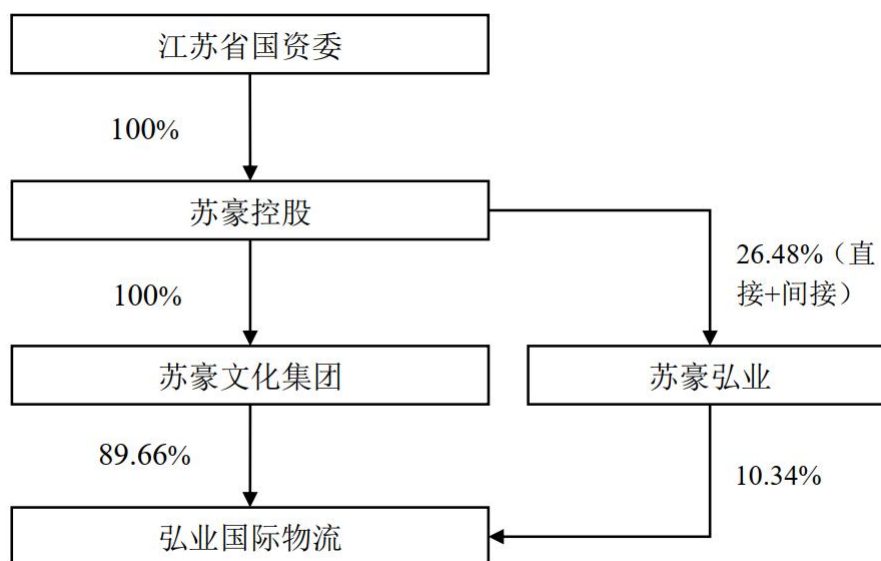 江苏省国资委
100%
苏豪控股
26.48%（直
接+间接）
100%
苏豪文化集团
苏豪弘业
89.66%
10.34%
弘业国际物流